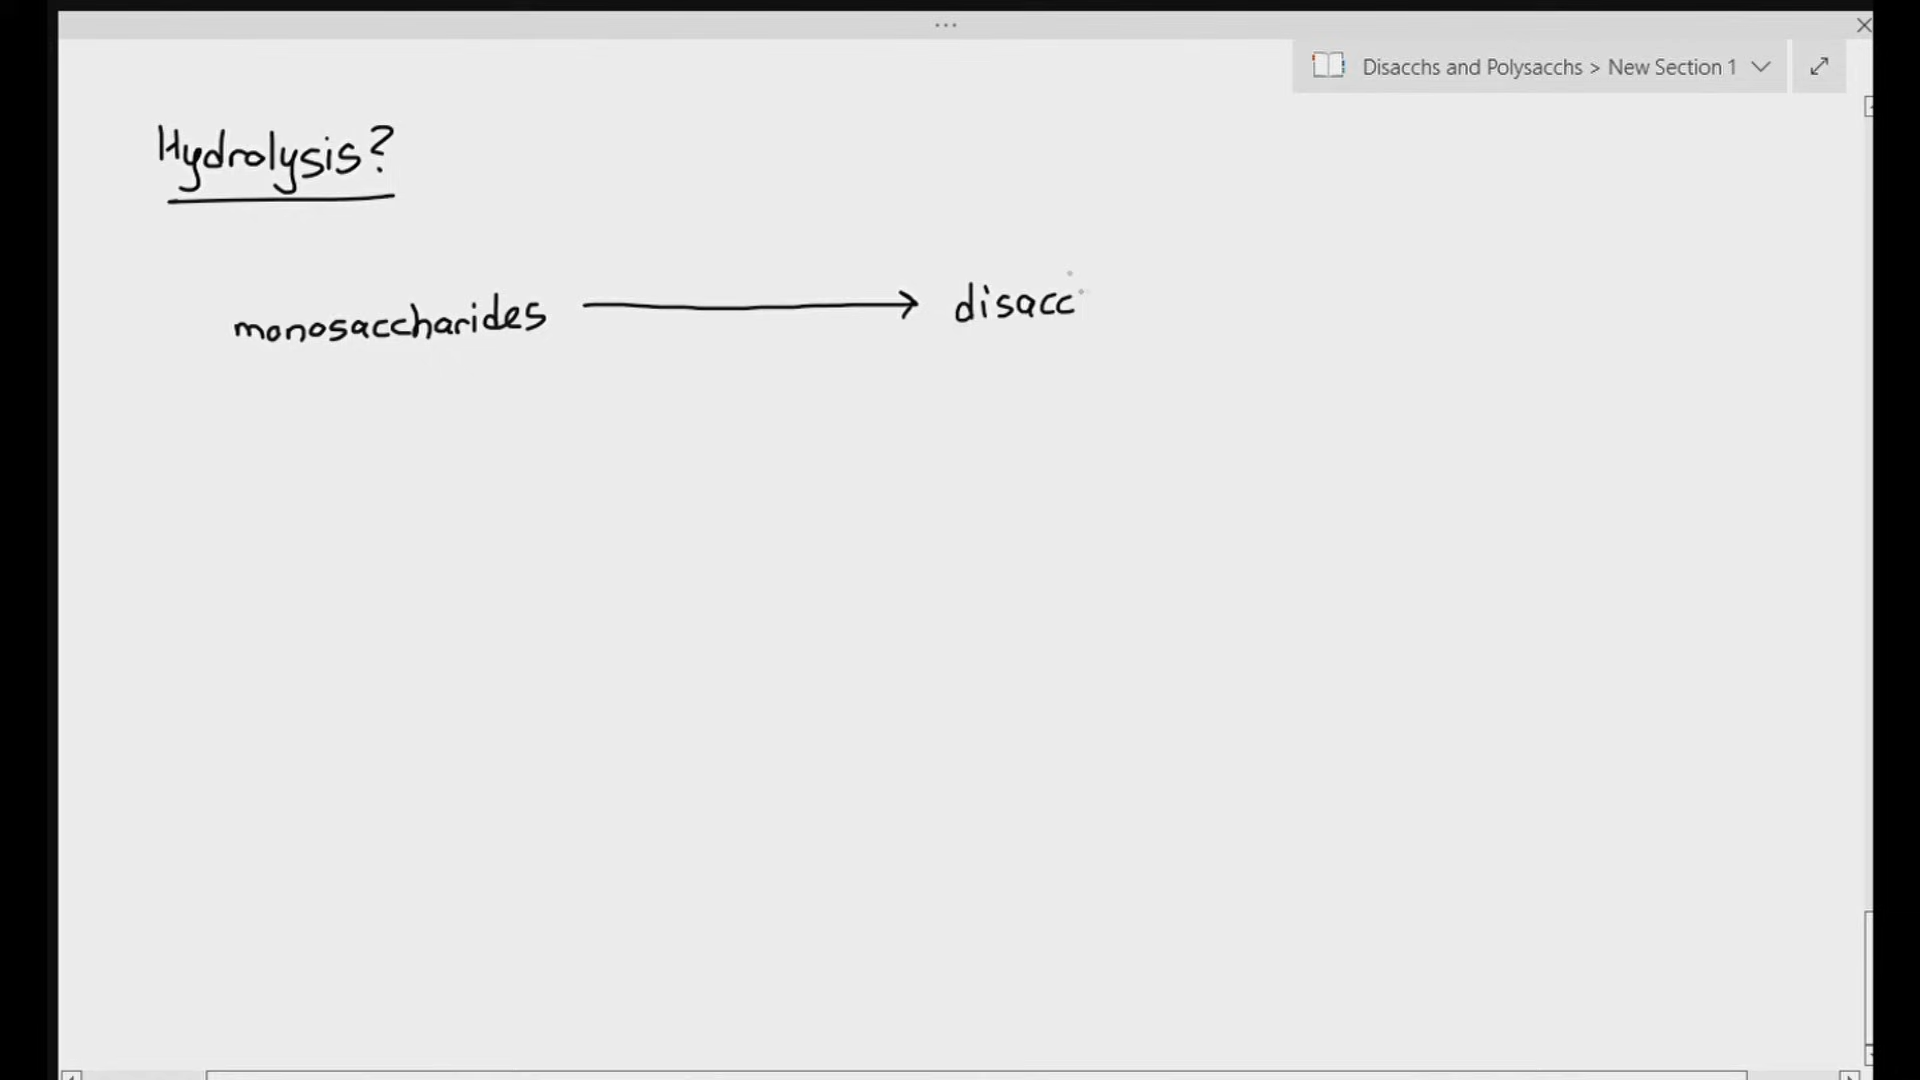 Disacchs and Polysacchs > New Section 1
Hydrolysis?
monosaccharides → disacc